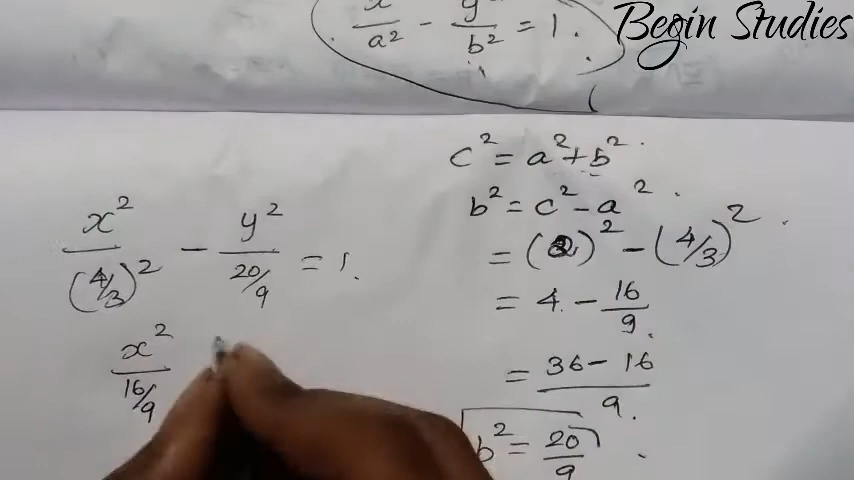 x²/a² - y²/b² = 1.
Begin Studies
c² = a² + b²
b² = c² - a².
= (2)² - (4/3)².
= 4 - 16/9.
= 36 - 16/9.
b² = 20/9
x²/(4/3)² - y²/20/9 = 1.
x²/16/9